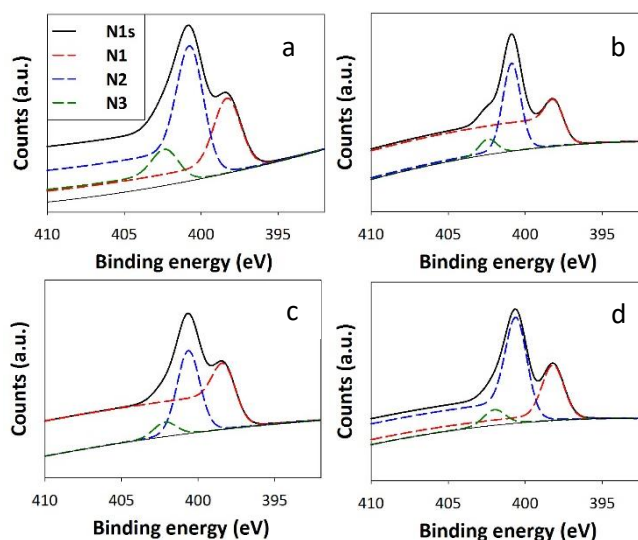 N1s
N1
N2
N3
a
Counts (a.u.)
410 405 400 395
Binding energy (eV)
b
Counts (a.u.)
410 405 400 395
Binding energy (eV)
c
Counts (a.u.)
410 405 400 395
Binding energy (eV)
d
Counts (a.u.)
410 405 400 395
Binding energy (eV)